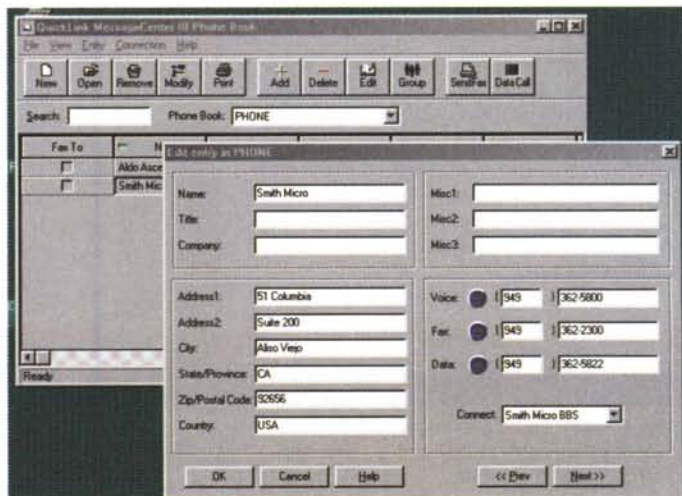 QuickLink MessageCenter III Phone Book
File View Entry Connection Help
New Open Remove Modify Print Add Delete Edit Group SendFax Data Call
Search: Phone Book: PHONE
Fax To N
Aldo Asce
Smith Mic
Ready
Edit entry in PHONE
Name: Smith Micro
Title:
Company:
Misc1:
Misc2:
Misc3:
Address1: 51 Columbia
Address2: Suite 200
City: Aliso Viejo
State/Province: CA
Zip/Postal Code: 92656
Country: USA
Voice: (949) 362-5800
Fax: (949) 362-2300
Data: (949) 362-5822
Connect: Smith Micro BBS
OK Cancel Help << Prev Next >>